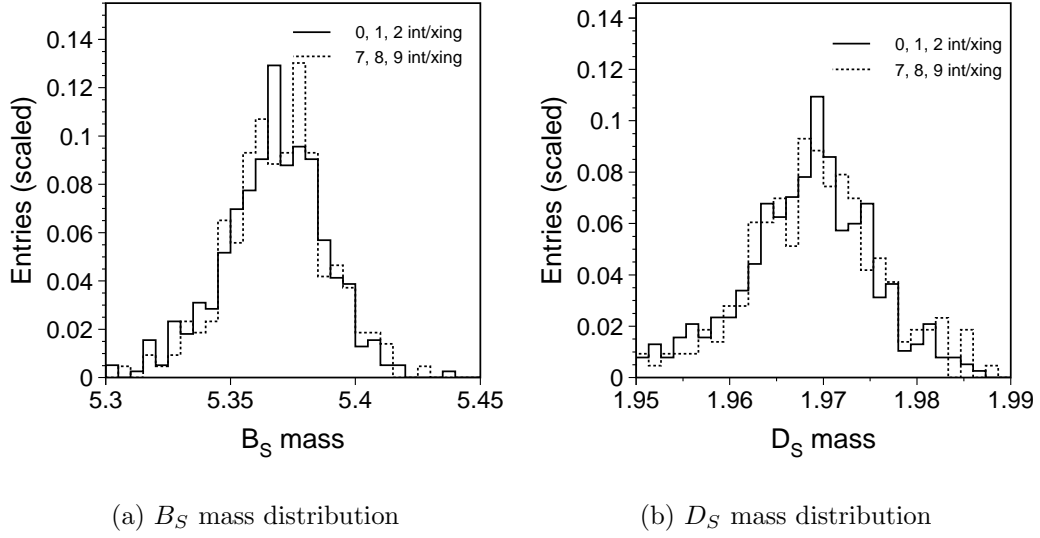 0.14
0.12
0.1
0.08
0.06
0.04
0.02
0
Entries (scaled)
0, 1, 2 int/xing
7, 8, 9 int/xing
5.3 5.35 5.4 5.45
B_S mass
0.14
0.12
0.1
0.08
0.06
0.04
0.02
0
Entries (scaled)
0, 1, 2 int/xing
7, 8, 9 int/xing
1.95 1.96 1.97 1.98 1.99
D_S mass
(a) B_S mass distribution
(b) D_S mass distribution